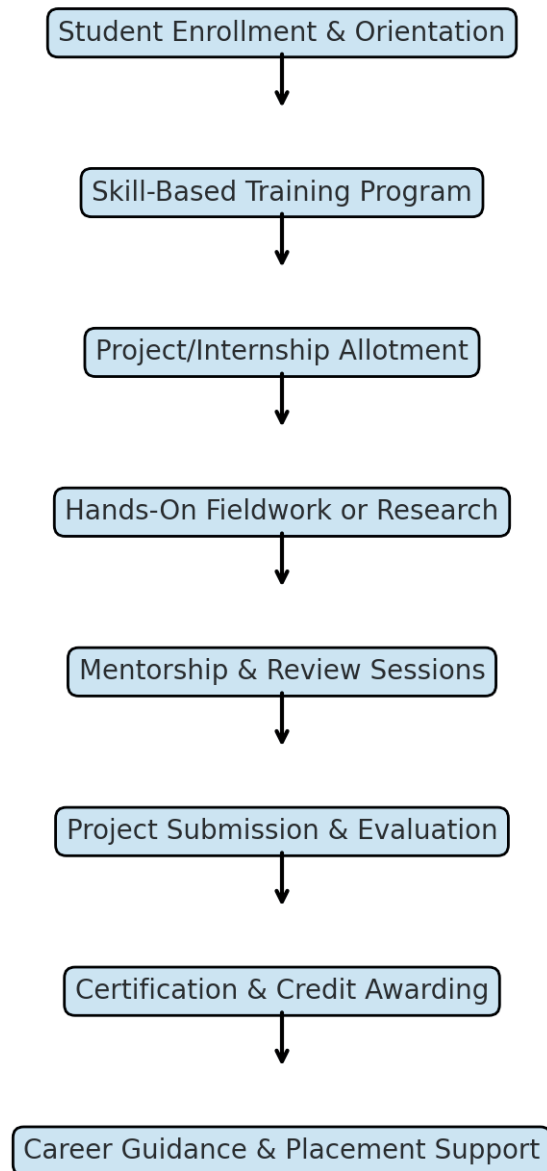 Student Enrollment & Orientation
Skill-Based Training Program
Project/Internship Allotment
Hands-On Fieldwork or Research
Mentorship & Review Sessions
Project Submission & Evaluation
Certification & Credit Awarding
Career Guidance & Placement Support